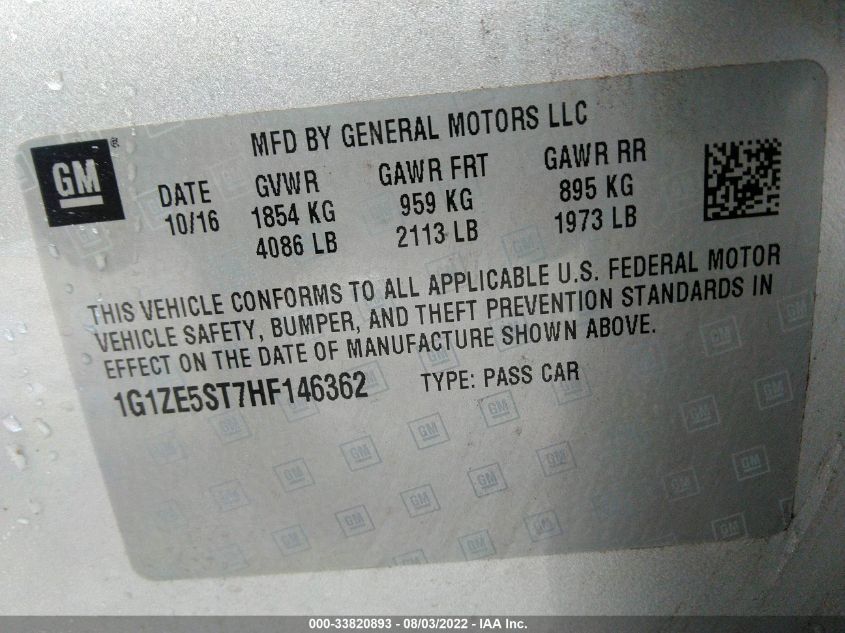 MFD BY GENERAL MOTORS LLC
GM
DATE GVWR GAWR FRT GAWR RR
10/16 1854 KG 959 KG 895 KG
4086 LB 2113 LB 1973 LB
THIS VEHICLE CONFORMS TO ALL APPLICABLE U.S. FEDERAL MOTOR
VEHICLE SAFETY, BUMPER, AND THEFT PREVENTION STANDARDS IN
EFFECT ON THE DATE OF MANUFACTURE SHOWN ABOVE.
1G1ZE5ST7HF146362 TYPE: PASS CAR
000-33820893 - 08/03/2022 - IAA Inc.